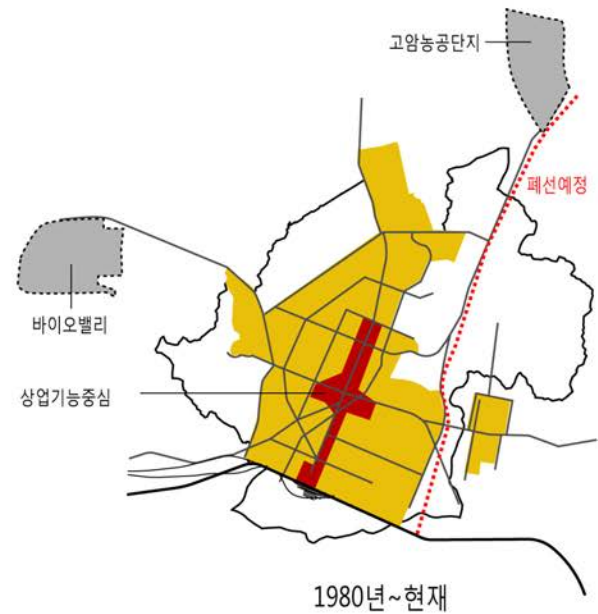 고암농공단지
폐선예정
바이오밸리
상업기능중심
1980년~현재